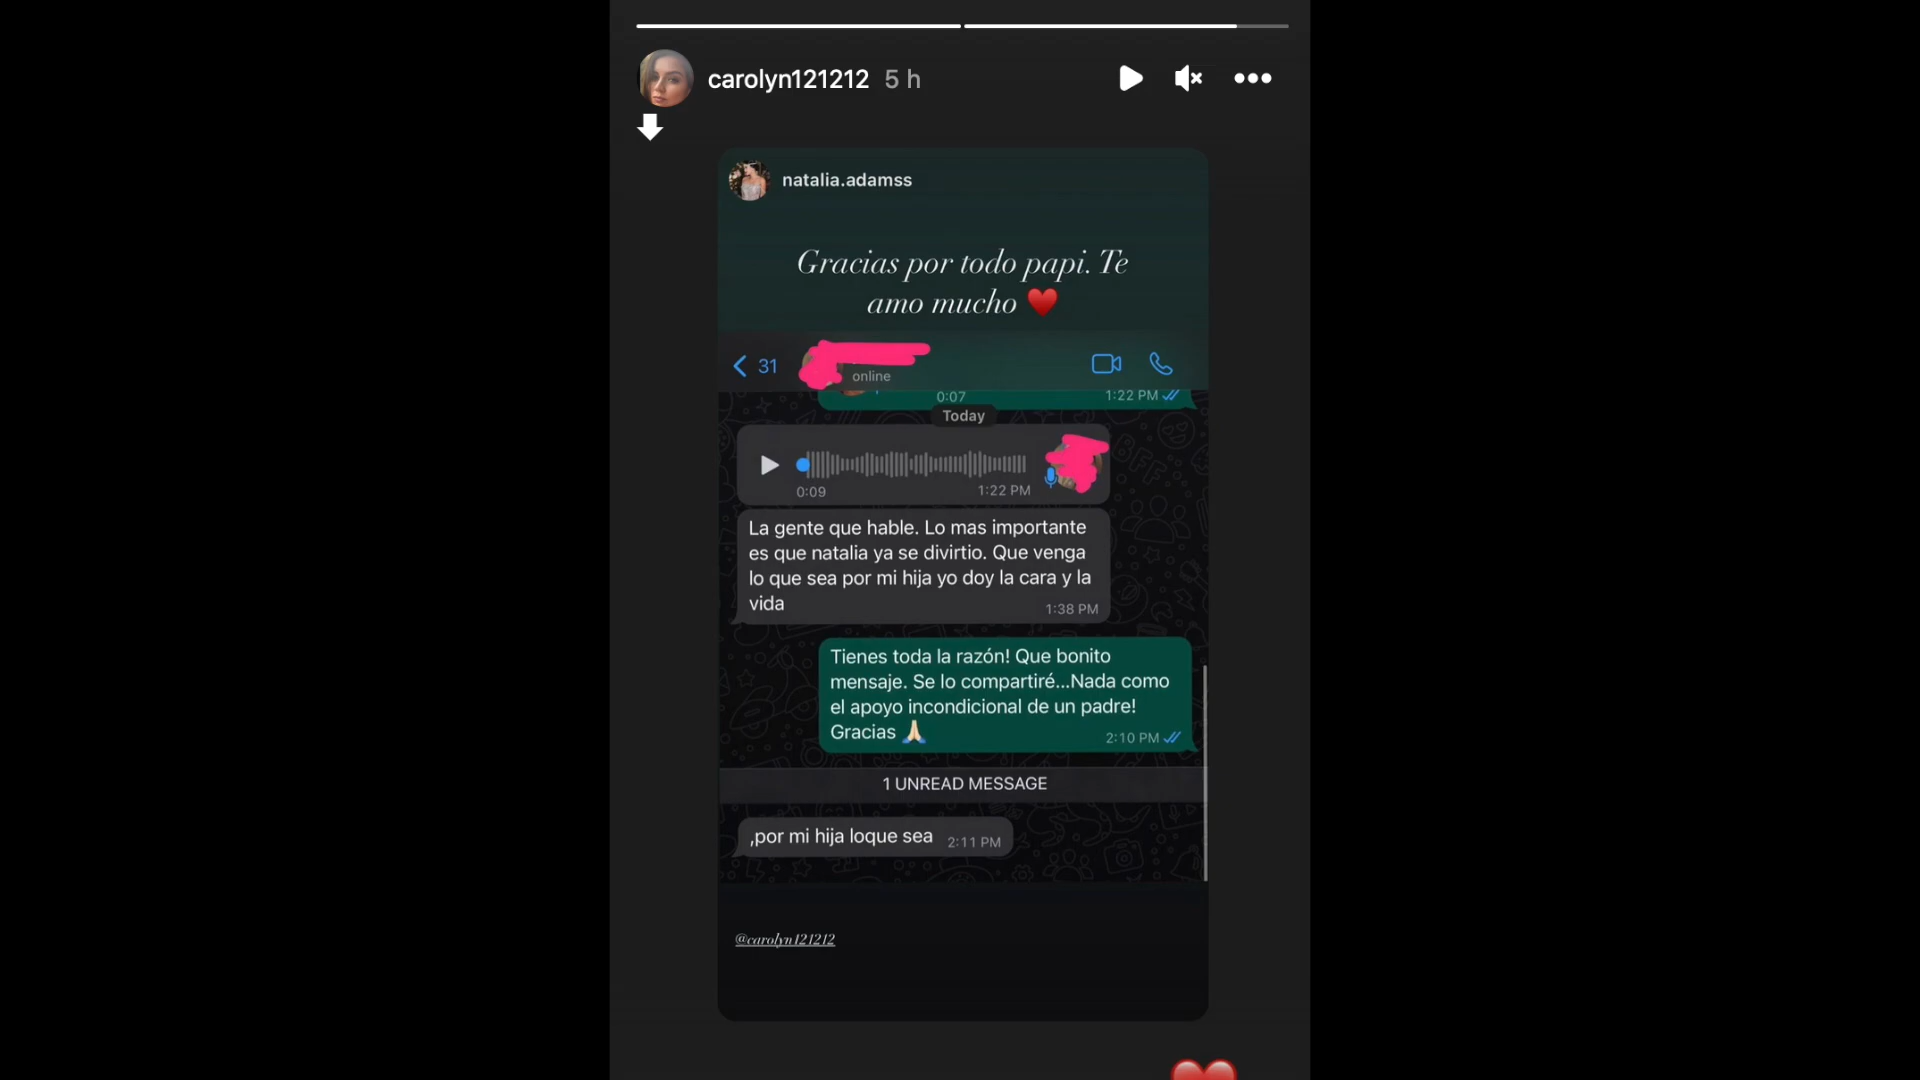 carolyn121212 5 h
natalia.adamss
Gracias por todo papi. Te
amo mucho ♥️
31
online
0:07 1:22 PM
Today
0:09 1:22 PM
La gente que hable. Lo mas importante
es que natalia ya se divirtio. Que venga
lo que sea por mi hija yo doy la cara y la
vida
1:38 PM
Tienes toda la razón! Que bonito
mensaje. Se lo compartiré...Nada como
el apoyo incondicional de un padre!
Gracias 🙏🏻
2:10 PM
1 UNREAD MESSAGE
,por mi hija loque sea 2:11 PM
@carolyn121212